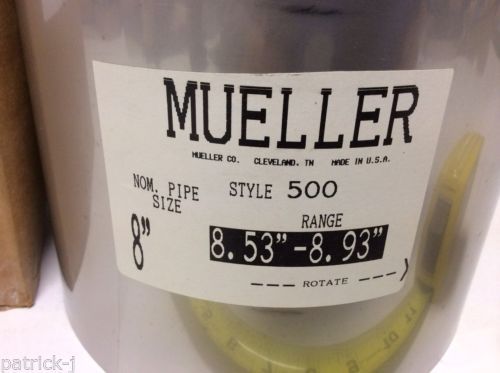 MUELLER
MUELLER CO. CLEVELAND, TN MADE IN U.S.A.
NOM. PIPE SIZE
8"
STYLE 500
RANGE
8.53"-8.93"
--- ROTATE ---->
patrick-j